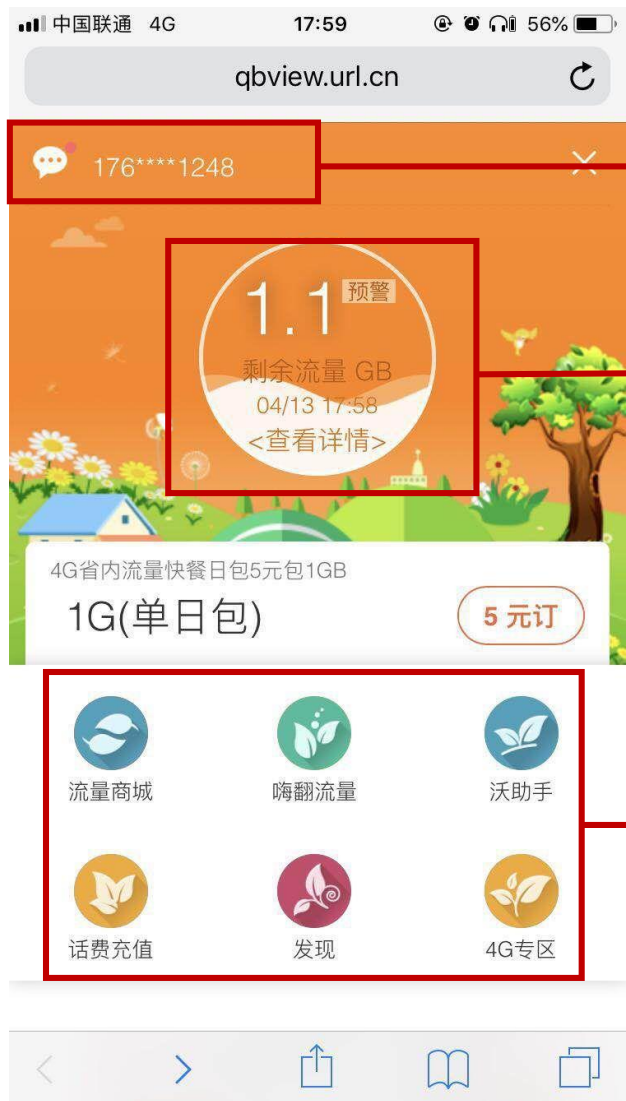 中国联通 4G 17:59 56%
qbview.url.cn
176****1248
1.1 预警
剩余流量 GB
04/13 17:58
<查看详情>
4G省内流量快餐日包5元包1GB
1G(单日包) 5 元订
流量商城 嗨翻流量 沃助手
话费充值 发现 4G专区